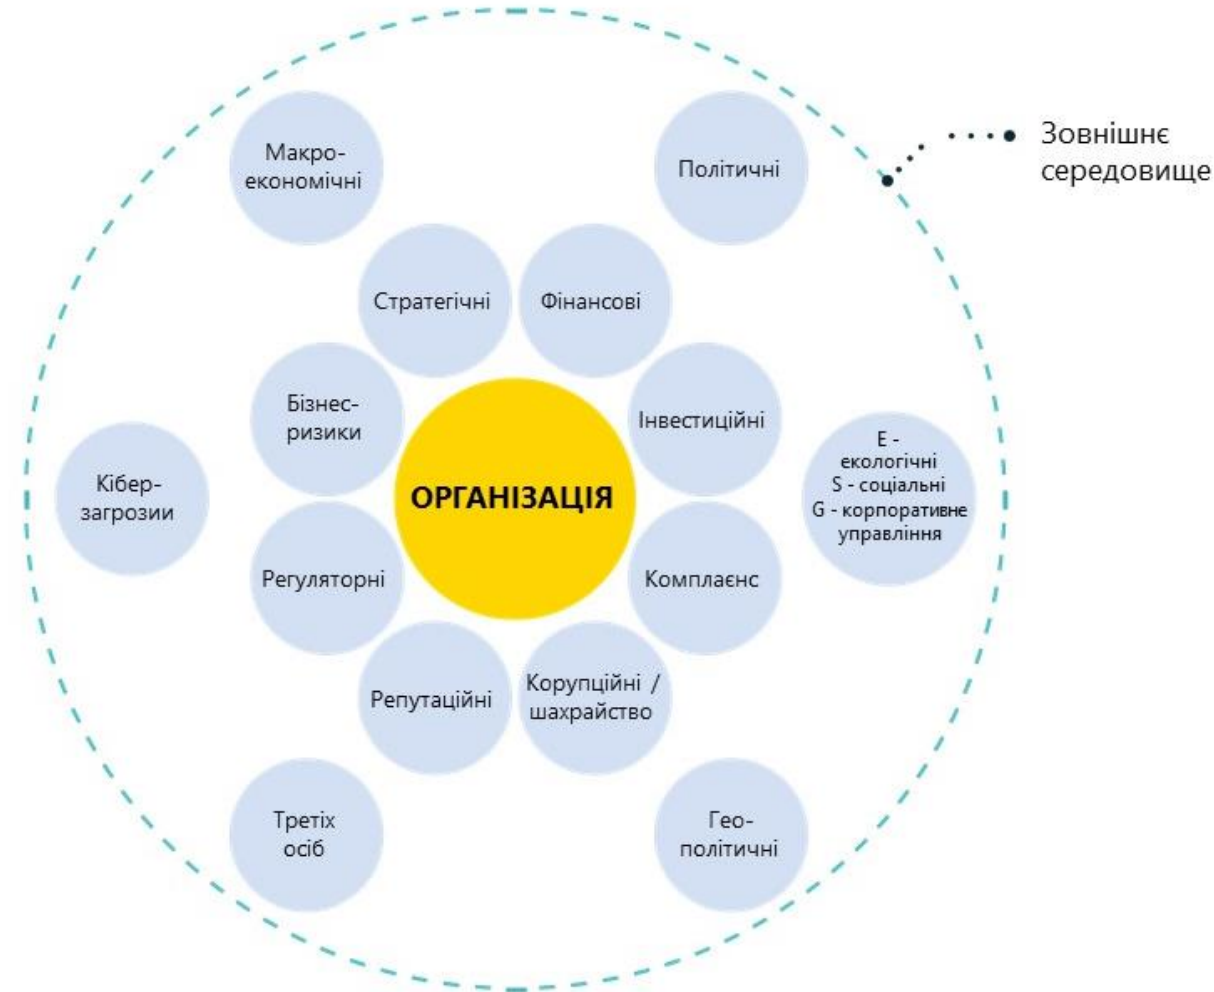 Зовнішнє
середовище
Макро-
економічні
Політичні
Стратегічні
Фінансові
Бізнес-
ризики
Інвестиційні
Кібер-
загрозии
ОРГАНІЗАЦІЯ
E -
екологічні
S - соціальні
G - корпоративне
управління
Регуляторні
Комплаєнс
Репутаційні
Корупційні /
шахрайство
Третіх
осіб
Гео-
політичні